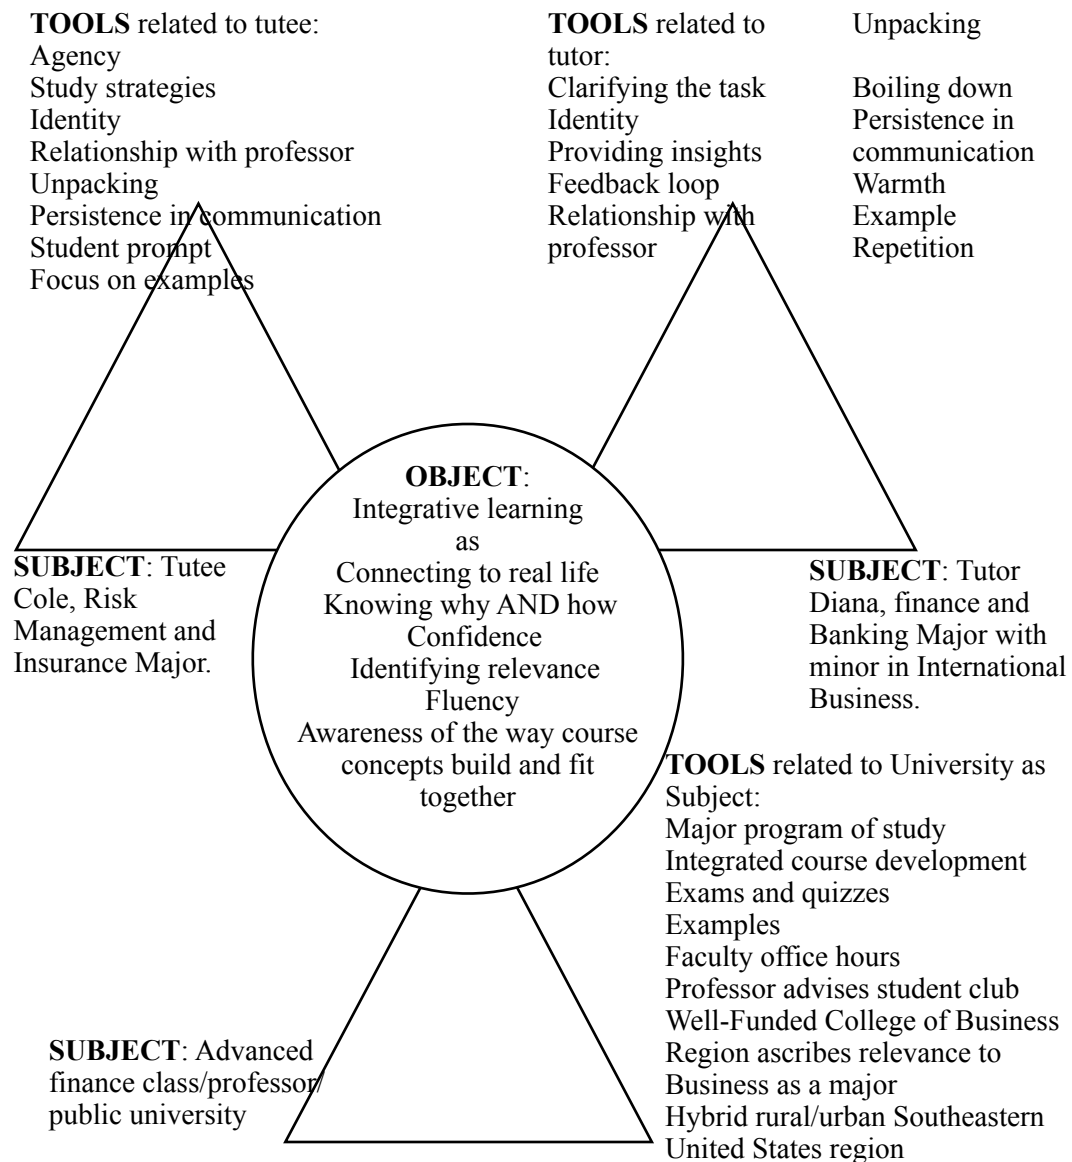 TOOLS related to tutee:
Agency
Study strategies
Identity
Relationship with professor
Unpacking
Persistence in communication
Student prompt
Focus on examples
TOOLS related to
tutor:
Clarifying the task
Identity
Providing insights
Feedback loop
Relationship with
professor
Unpacking
Boiling down
Persistence in
communication
Warmth
Example
Repetition
OBJECT:
Integrative learning
as
Connecting to real life
Knowing why AND how
Confidence
Identifying relevance
Fluency
Awareness of the way course
concepts build and fit
together
SUBJECT: Tutee
Cole, Risk
Management and
Insurance Major.
SUBJECT: Tutor
Diana, finance and
Banking Major with
minor in International
Business.
TOOLS related to University as
Subject:
Major program of study
Integrated course development
Exams and quizzes
Examples
Faculty office hours
Professor advises student club
Well-Funded College of Business
Region ascribes relevance to
Business as a major
Hybrid rural/urban Southeastern
United States region
SUBJECT: Advanced
finance class/professor/
public university